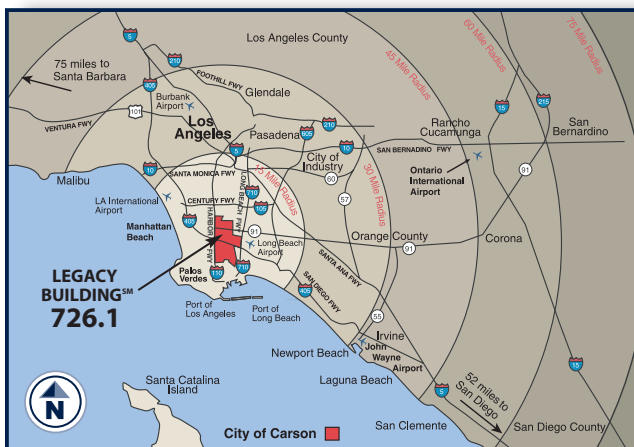 5
Los Angeles County
60 Mile Radius
75 Mile Radius
45 Mile Radius
75 miles to
Santa Barbara
210
FOOTHILL FWY
405
Glendale
Burbank
Airport
101
VENTURA FWY
Los
Angeles
Pasadena
605
210
15
215
Rancho
Cucamonga
San
Bernardino
5
City of
Industry
10
SAN BERNADINO FWY
Ontario
International
Airport
10
SANTA MONICA FWY
15 Mile Radius
30 Mile Radius
60
57
91
Malibu
LA International
Airport
CENTURY FWY
LONG BEACH FWY
710
105
HARBOR FWY
405
91
Manhattan
Beach
Long Beach
Airport
Orange County
91
Corona
LEGACY
BUILDING℠
726.1
Palos
Verdes
110
710
SANTA ANA FWY
SAN DIEGO FWY
405
Port of
Los Angeles
Port of
Long Beach
55
Irvine
John
Wayne
Airport
Newport Beach
15
Santa Catalina
Island
Laguna Beach
5
52 miles to
San Diego
N
City of Carson
San Clemente
San Diego County